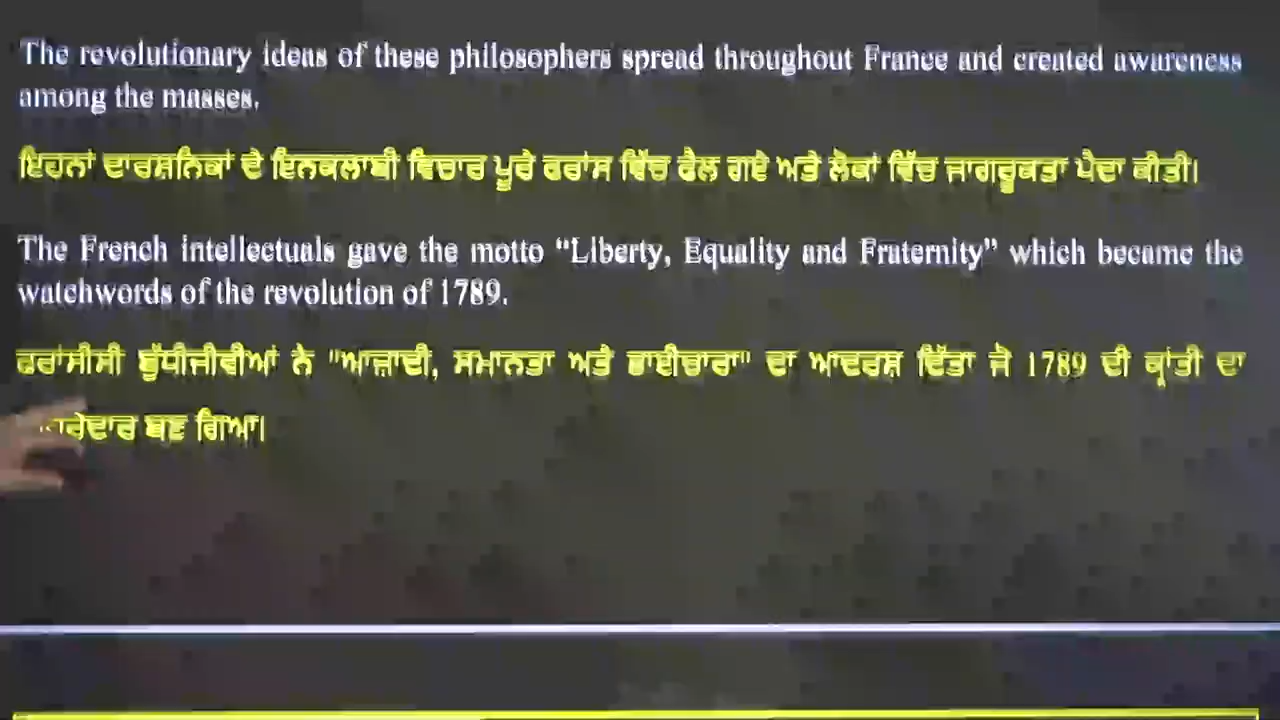 The revolutionary ideas of these philosophers spread throughout France and created awareness
among the masses.
ਇਹਨਾਂ ਦਾਰਸ਼ਨਿਕਾਂ ਦੇ ਇਨਕਲਾਬੀ ਵਿਚਾਰ ਪੂਰੇ ਫਰਾਂਸ ਵਿੱਚ ਫੈਲ ਗਏ ਅਤੇ ਲੋਕਾਂ ਵਿੱਚ ਜਾਗਰੂਕਤਾ ਪੈਦਾ ਕੀਤੀ।
The French intellectuals gave the motto “Liberty, Equality and Fraternity” which became the
watchwords of the revolution of 1789.
ਫਰਾਂਸੀਸੀ ਬੁੱਧੀਜੀਵੀਆਂ ਨੇ "ਆਜ਼ਾਦੀ, ਸਮਾਨਤਾ ਅਤੇ ਭਾਈਚਾਰਾ" ਦਾ ਆਦਰਸ਼ ਦਿੱਤਾ ਜੋ 1789 ਦੀ ਕ੍ਰਾਂਤੀ ਦਾ
ਬਣ ਗਿਆ।